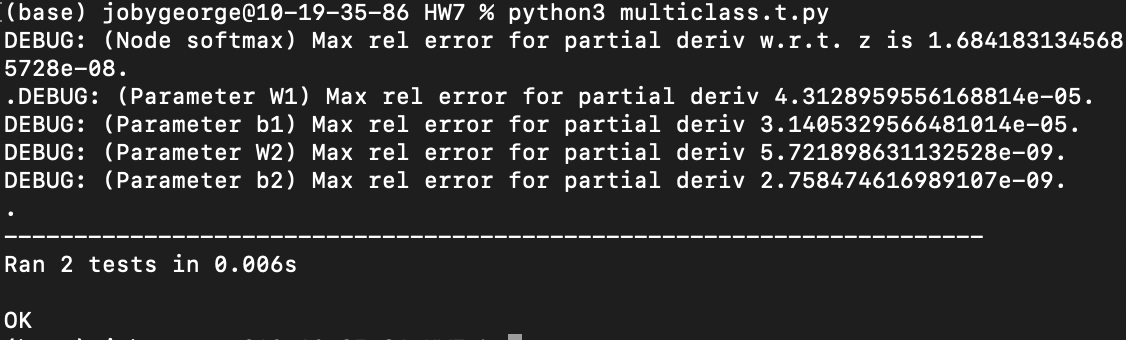 (base) jobygeorge@10-19-35-86 HW7 % python3 multiclass.t.py
DEBUG: (Node softmax) Max rel error for partial deriv w.r.t. z is 1.684183134568
5728e-08.
.DEBUG: (Parameter W1) Max rel error for partial deriv 4.3128959556168814e-05.
DEBUG: (Parameter b1) Max rel error for partial deriv 3.1405329566481014e-05.
DEBUG: (Parameter W2) Max rel error for partial deriv 5.721898631132528e-09.
DEBUG: (Parameter b2) Max rel error for partial deriv 2.758474616989107e-09.
.
----------------------------------------------------------------------
Ran 2 tests in 0.006s
OK